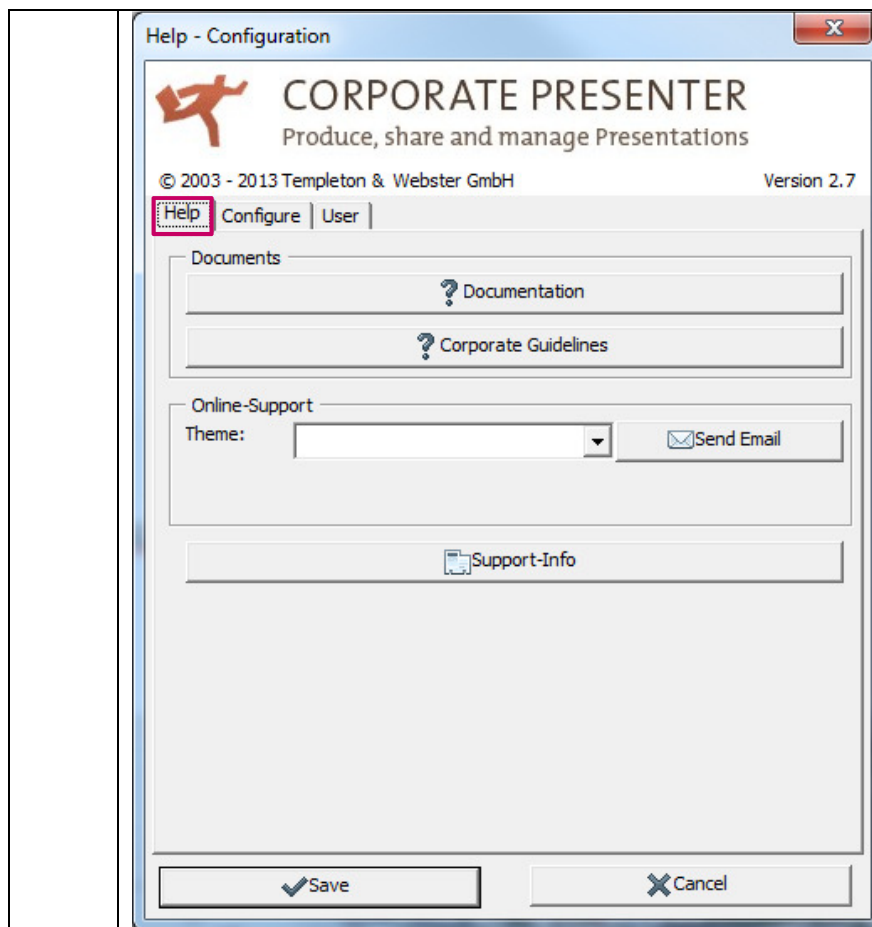 Help - Configuration
CORPORATE PRESENTER
Produce, share and manage Presentations
© 2003 - 2013 Templeton & Webster GmbH Version 2.7
Help Configure User
Documents
Documentation
Corporate Guidelines
Online-Support
Theme: Send Email
Support-Info
Save Cancel